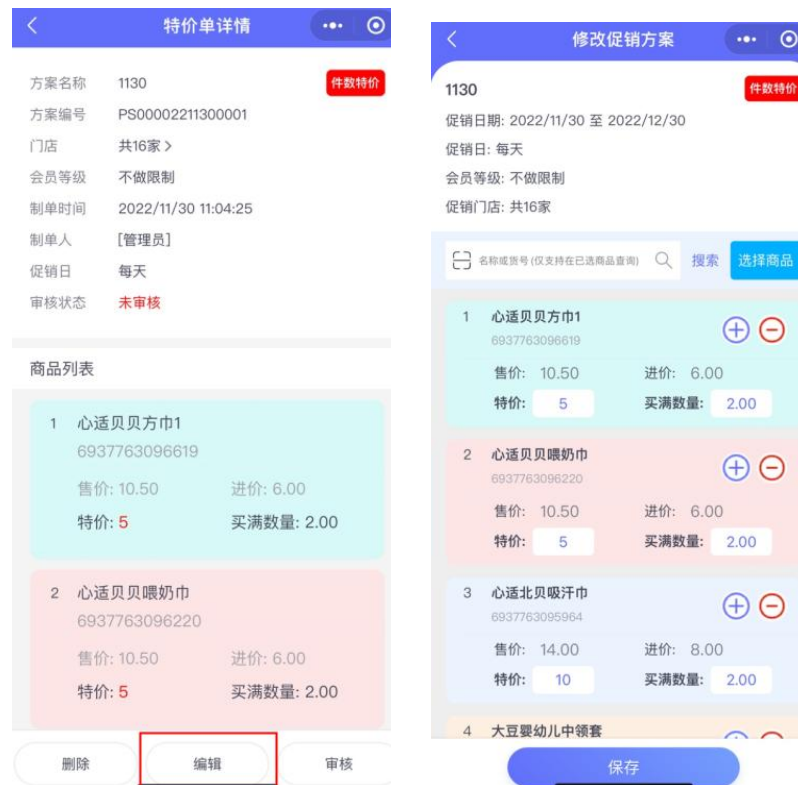 特价单详情
方案名称 1130 件数特价
方案编号 PS00002211300001
门店 共16家 >
会员等级 不做限制
制单时间 2022/11/30 11:04:25
制单人 [管理员]
促销日 每天
审核状态 未审核
商品列表
1 心适贝贝方巾1
6937763096619
售价: 10.50 进价: 6.00
特价: 5 买满数量: 2.00
2 心适贝贝喂奶巾
6937763096220
售价: 10.50 进价: 6.00
特价: 5 买满数量: 2.00
删除 编辑 审核
修改促销方案
1130 件数特价
促销日期: 2022/11/30 至 2022/12/30
促销日: 每天
会员等级: 不做限制
促销门店: 共16家
名称或货号(仅支持在已选商品查询) 搜索 选择商品
1 心适贝贝方巾1
6937763096619
售价: 10.50 进价: 6.00
特价: 5 买满数量: 2.00
2 心适贝贝喂奶巾
6937763096220
售价: 10.50 进价: 6.00
特价: 5 买满数量: 2.00
3 心适北贝吸汗巾
6937763095964
售价: 14.00 进价: 8.00
特价: 10 买满数量: 2.00
4 大豆婴幼儿中领套
保存